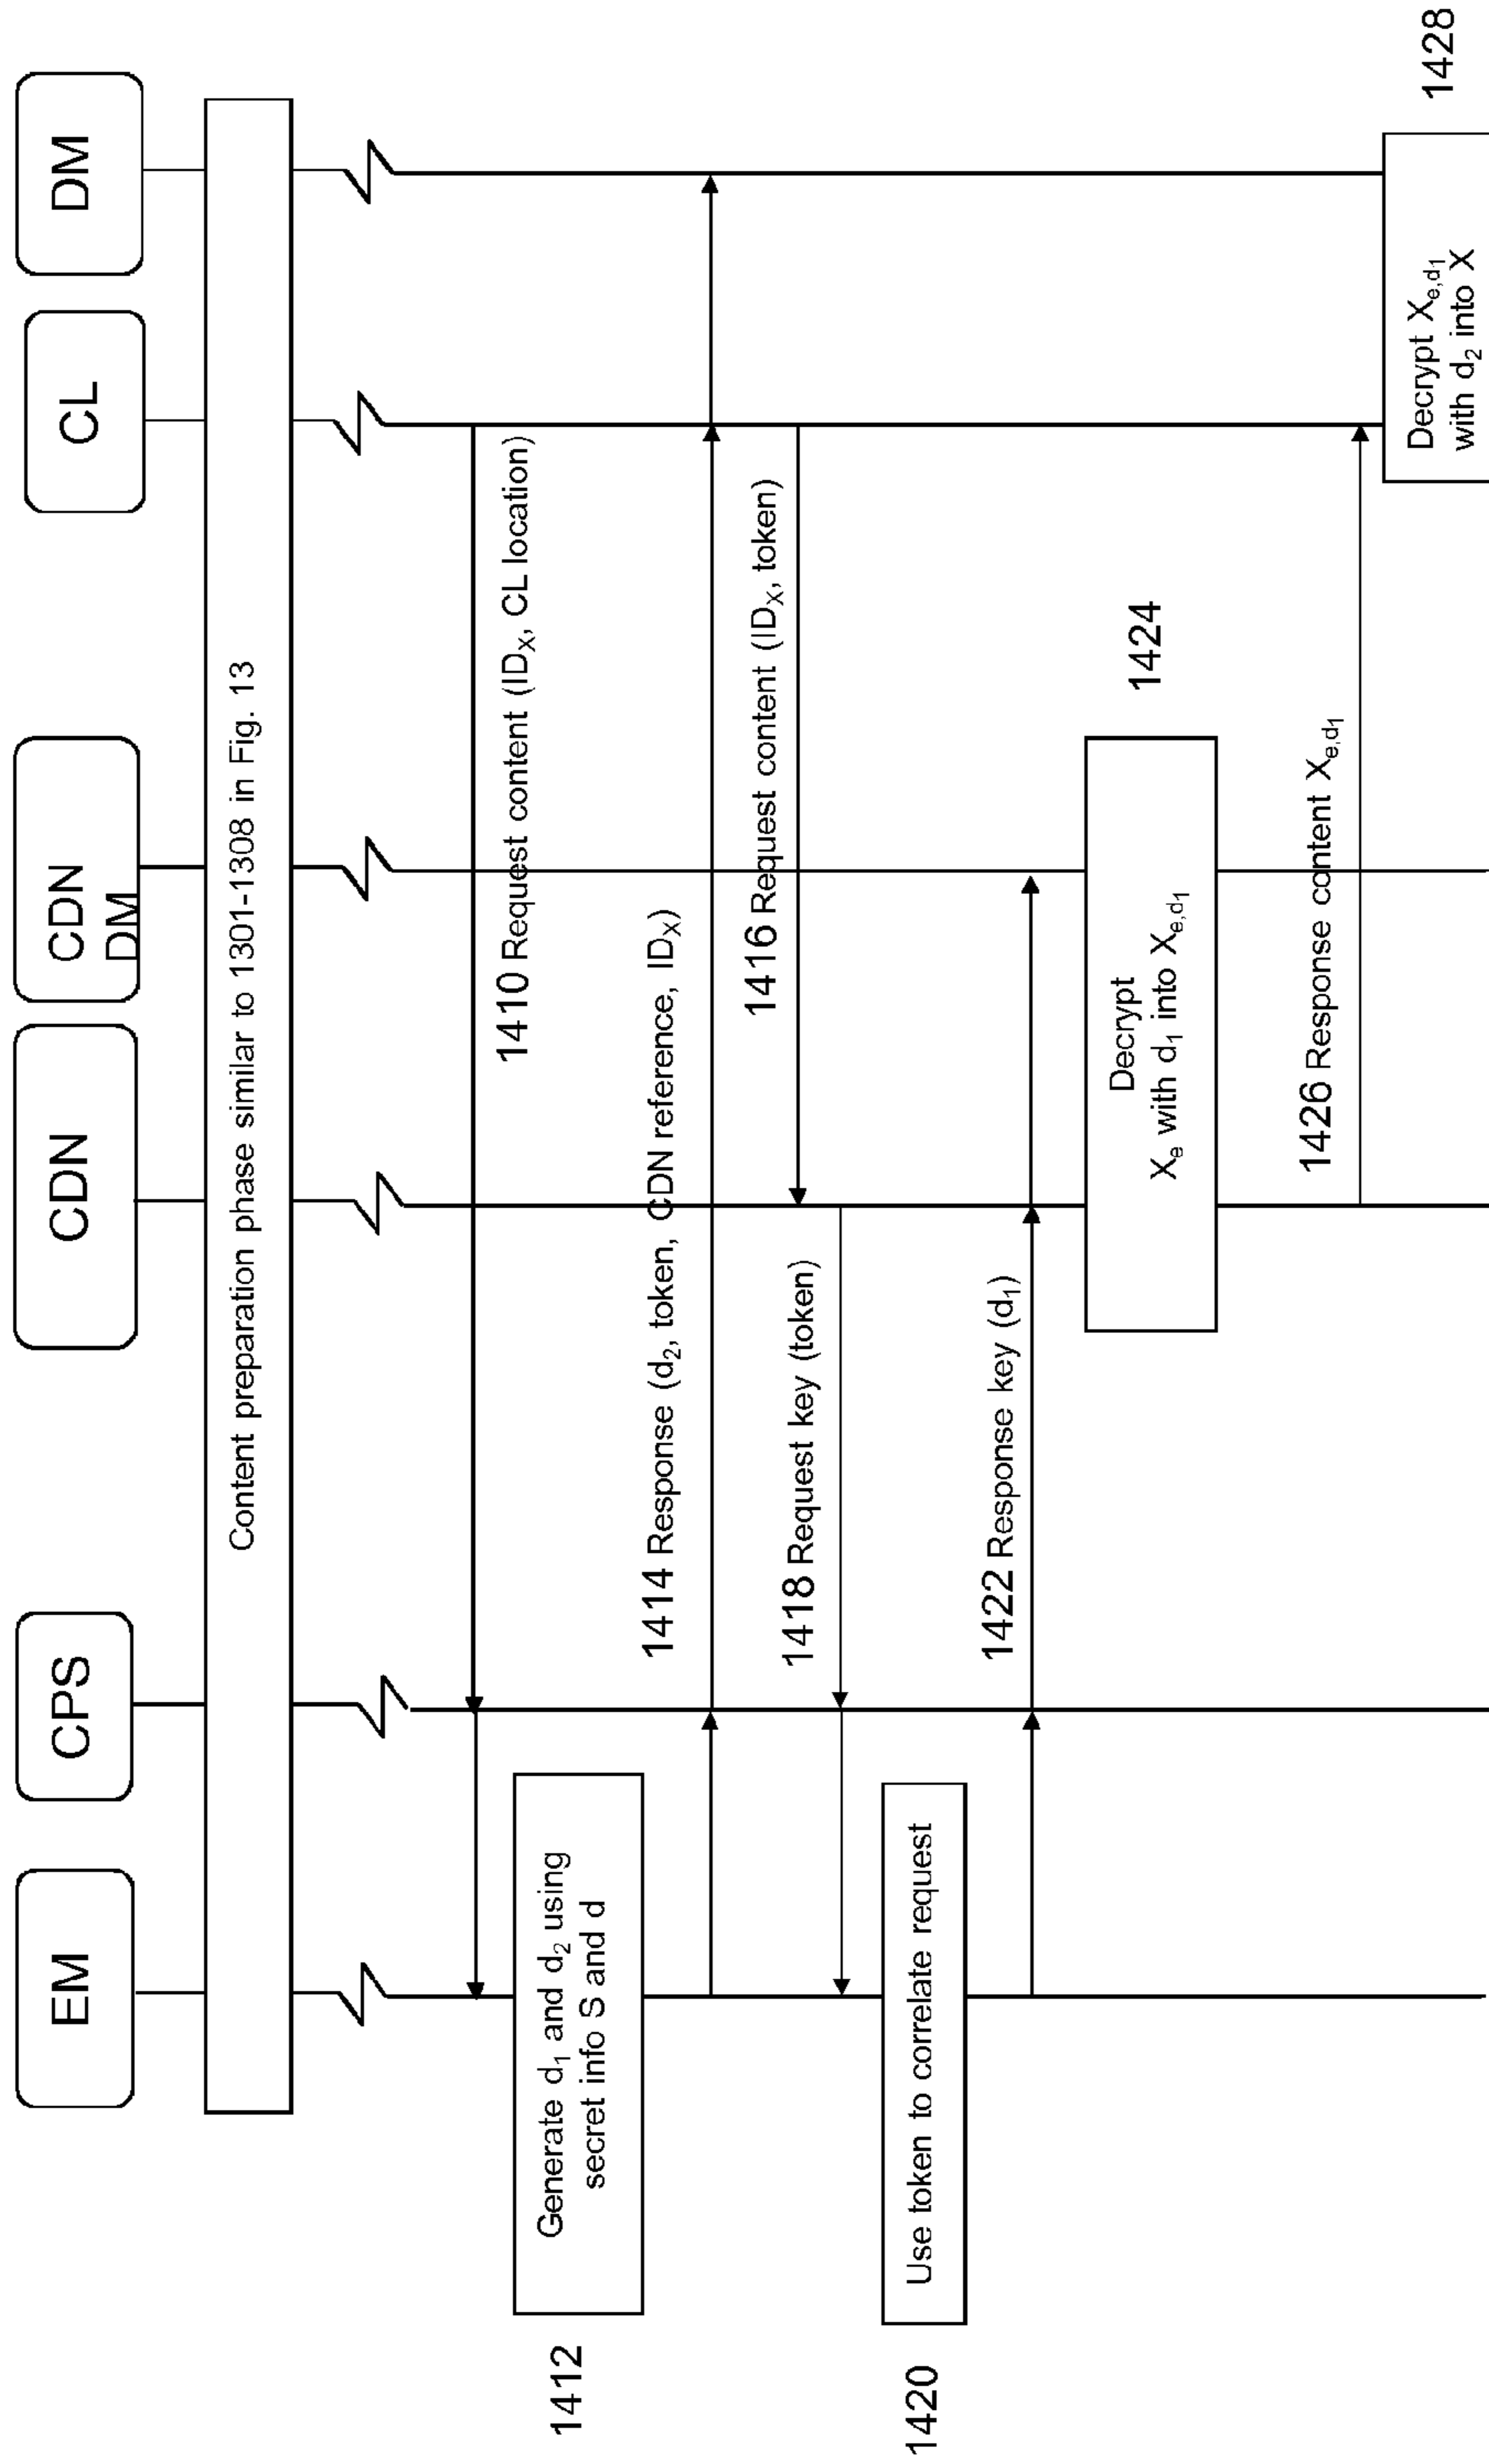 EM
CPS
CDN
CDN
DM
CL
DM
Content preparation phase similar to 1301-1308 in Fig. 13
1410 Request content (IDX, CL location)
1412
Generate d1 and d2 using
secret info S and d
1414 Response (d2, token, CDN reference, IDX)
1416 Request content (IDX, token)
1418 Request key (token)
1420
Use token to correlate request
1422 Response key (d1)
1424
Decrypt
Xe with d1 into Xe,d1
1426 Response content Xe,d1
1428
Decrypt Xe,d1
with d2 into X